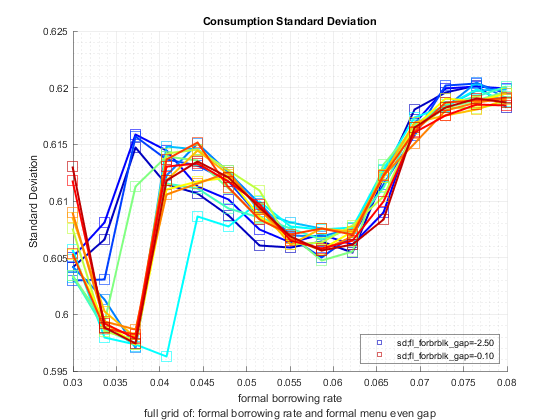 Consumption Standard Deviation
0.625
0.62
0.615
0.61
0.605
0.6
0.595
Standard Deviation
sd;fl_forbrblk_gap=-2.50
sd;fl_forbrblk_gap=-0.10
0.03 0.035 0.04 0.045 0.05 0.055 0.06 0.065 0.07 0.075 0.08
formal borrowing rate
full grid of: formal borrowing rate and formal menu even gap